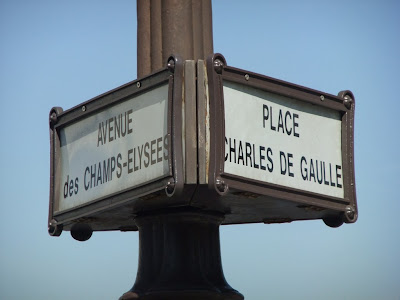 AVENUE
des CHAMPS-ELYSEES
PLACE
CHARLES DE GAULLE